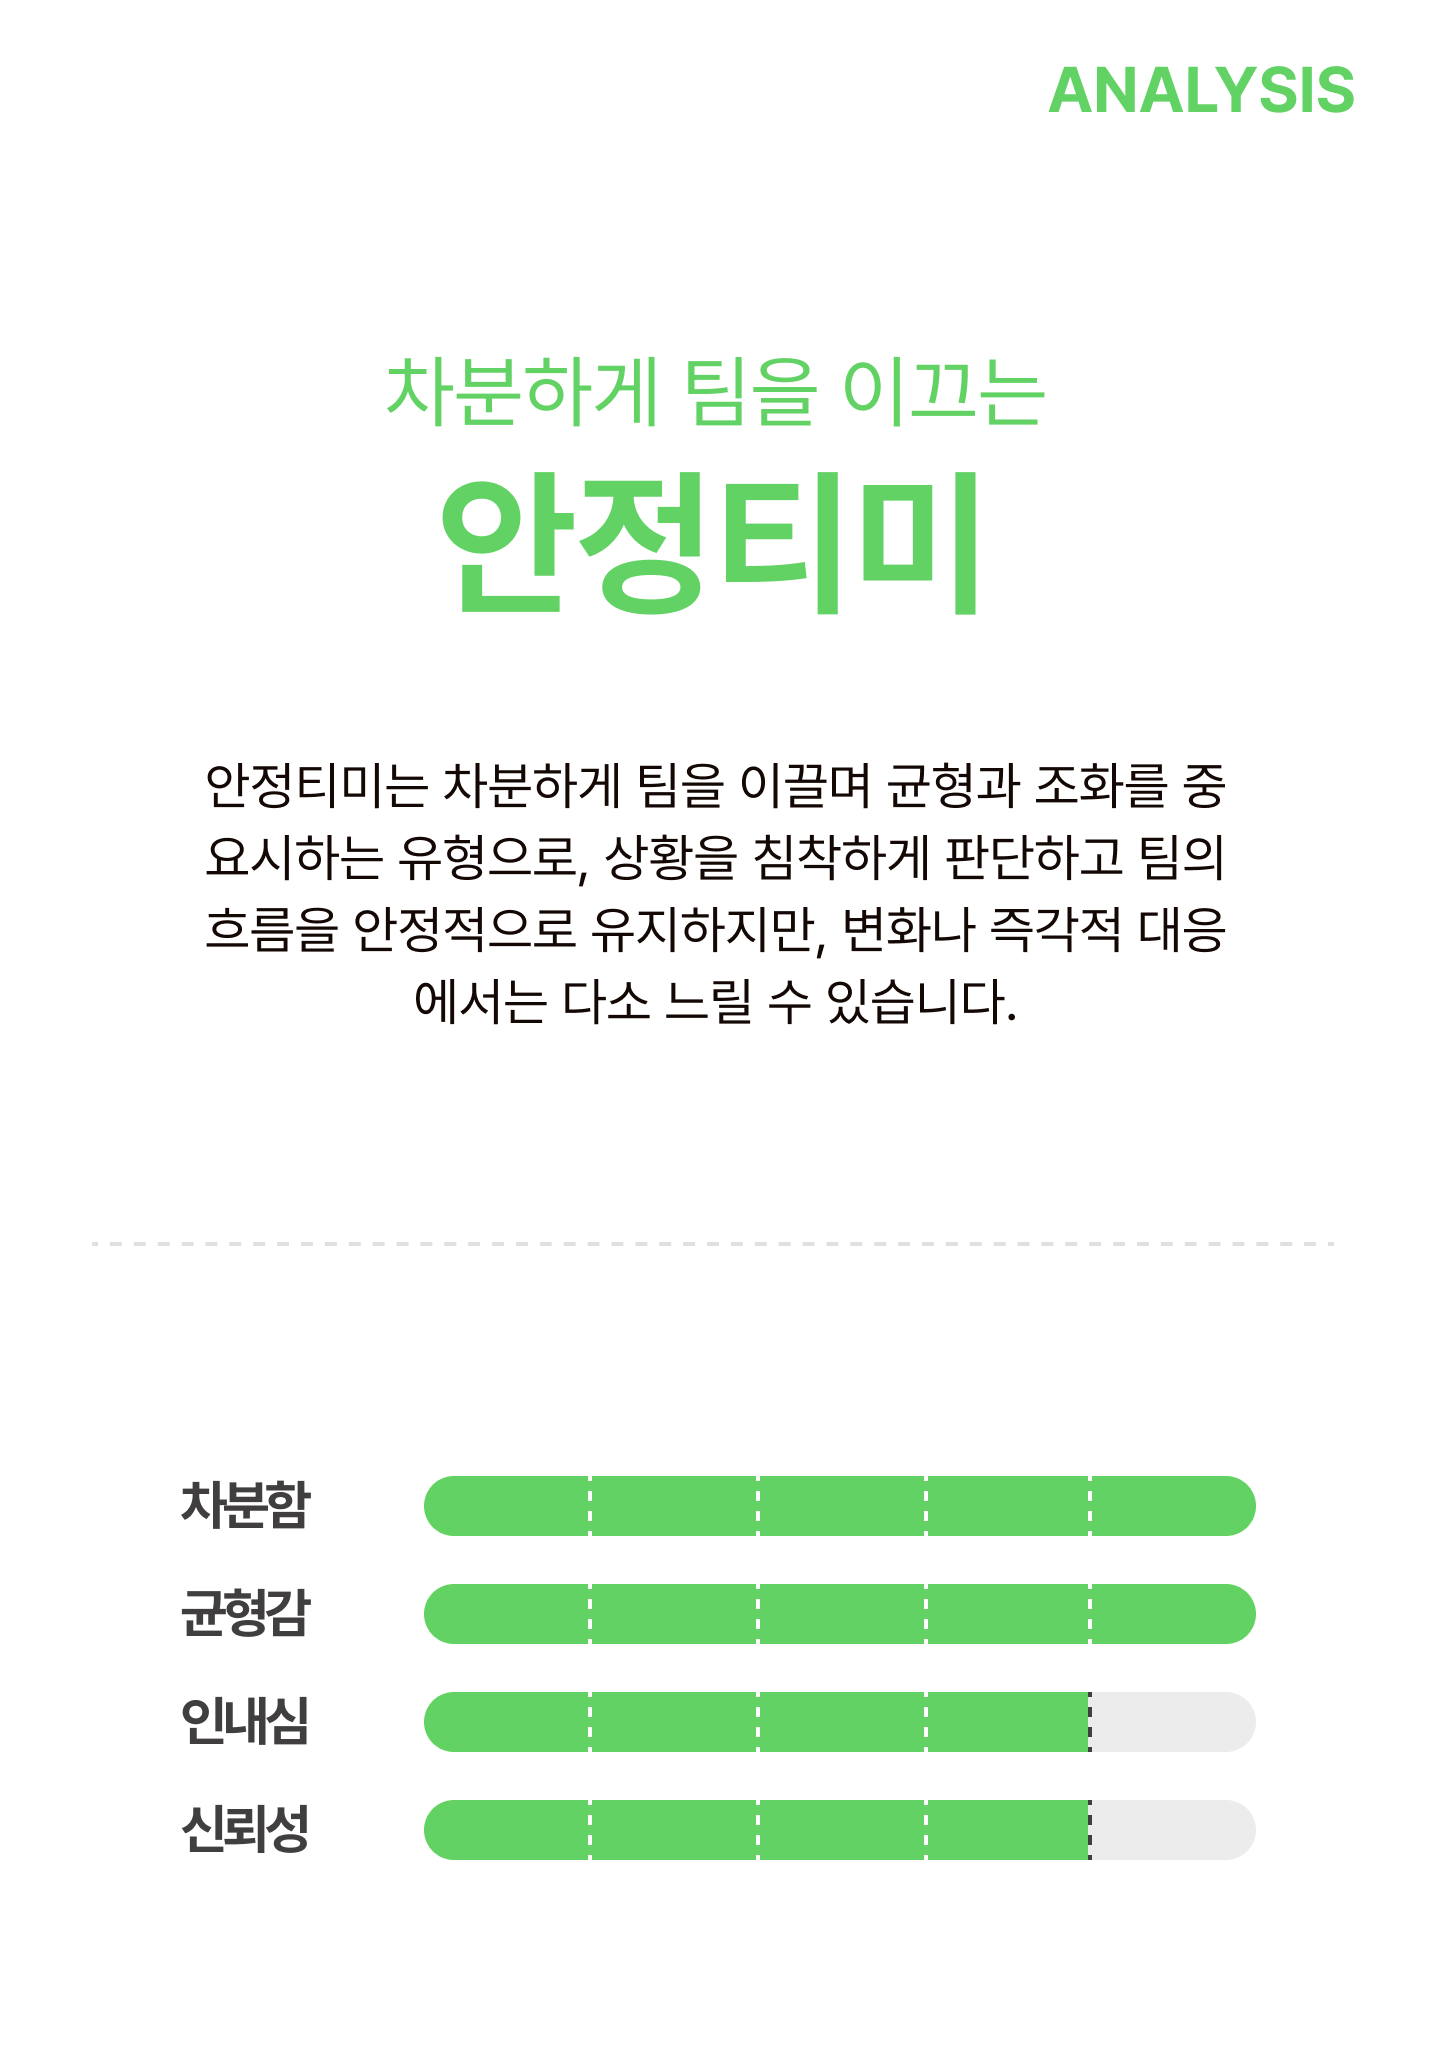 ANALYSIS
차분하게 팀을 이끄는
안정티미
안정티미는 차분하게 팀을 이끌며 균형과 조화를 중
요시하는 유형으로, 상황을 침착하게 판단하고 팀의
흐름을 안정적으로 유지하지만, 변화나 즉각적 대응
에서는 다소 느릴 수 있습니다.
차분함
균형감
인내심
신뢰성